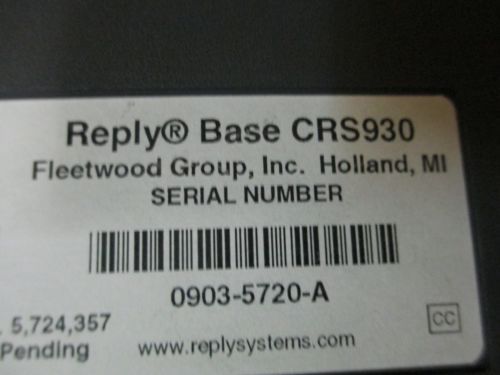 Reply® Base CRS930
Fleetwood Group, Inc. Holland, MI
SERIAL NUMBER
0903-5720-A
. 5,724,357
Pending
www.replysystems.com
CC